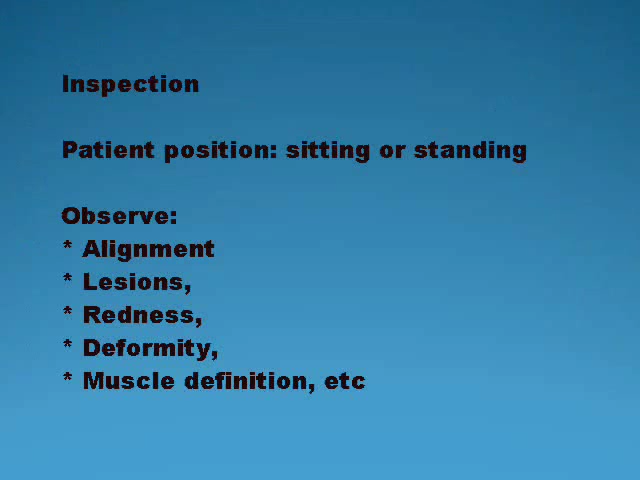 Inspection
Patient position: sitting or standing
Observe:
* Alignment
* Lesions,
* Redness,
* Deformity,
* Muscle definition, etc